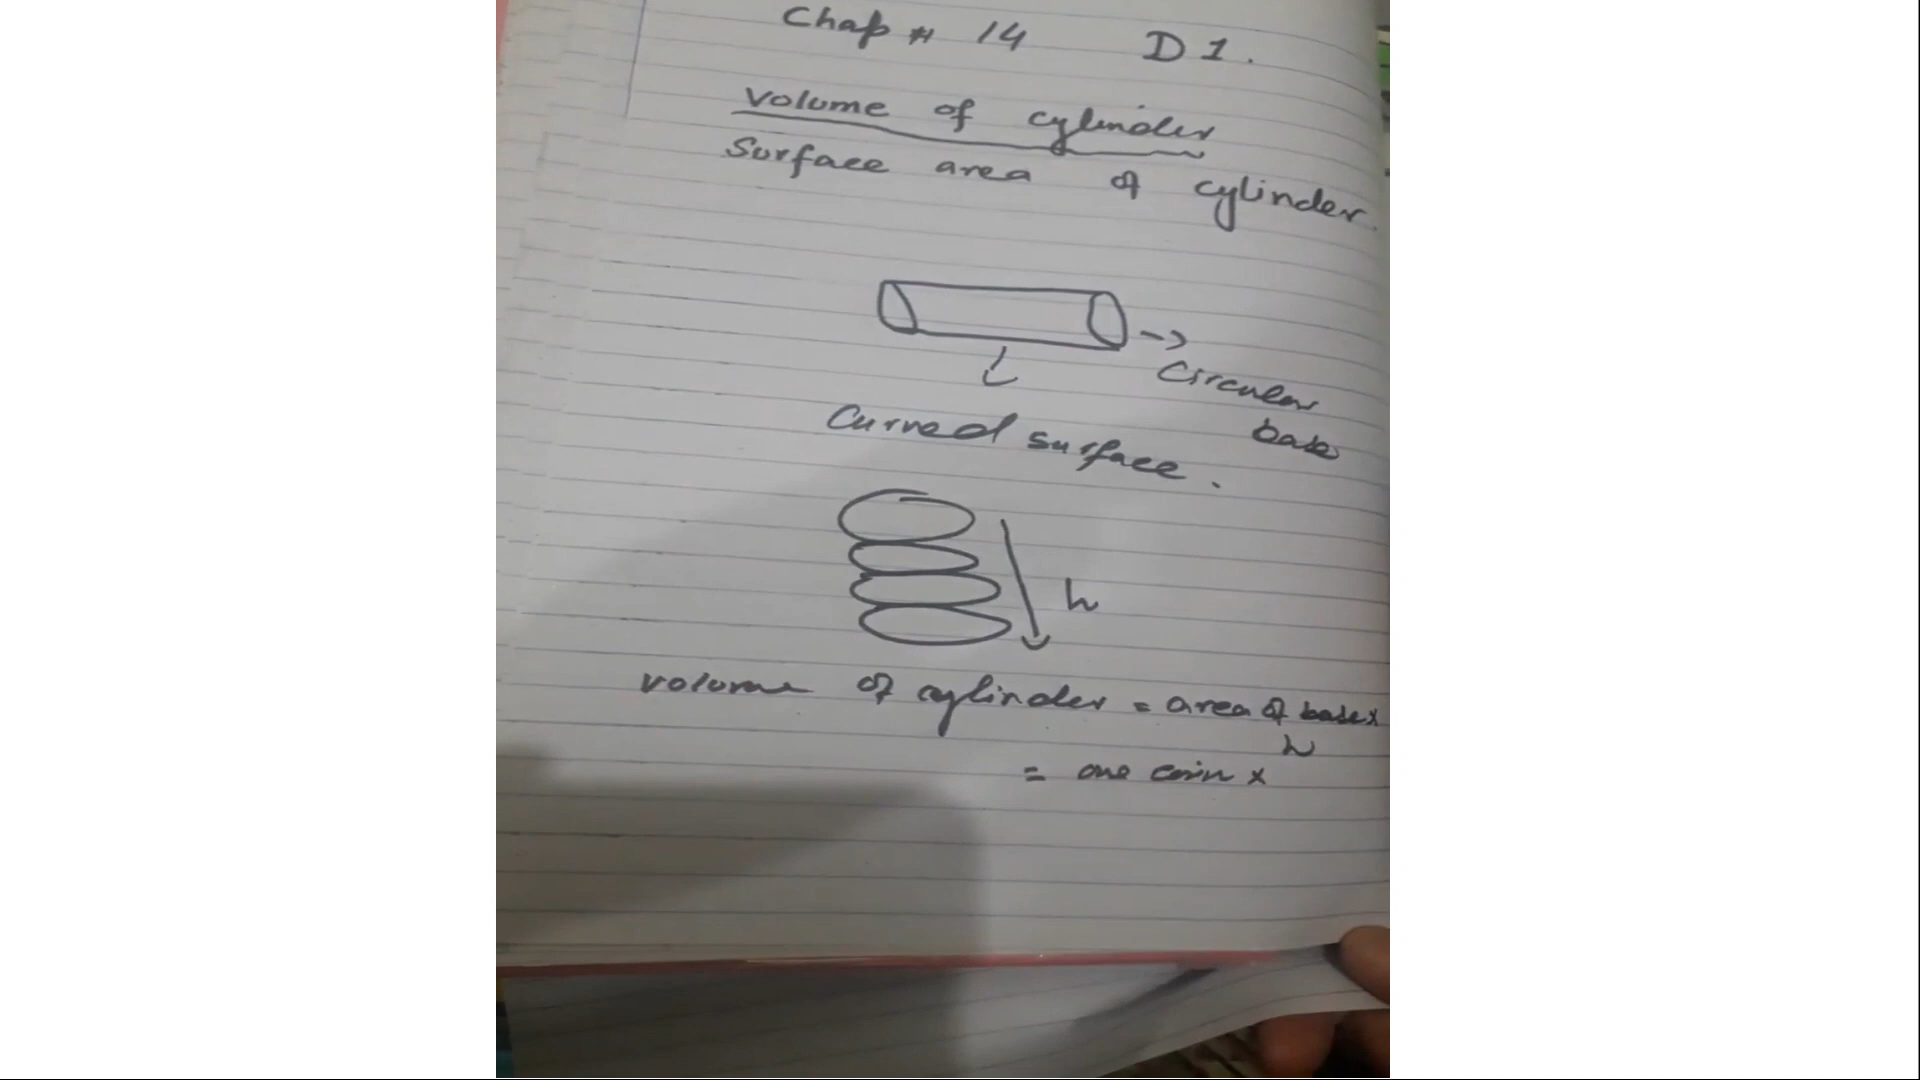 Chap # 14 D1.
Volume of cylinder
Surface area of cylinder.
L
Circular
base
Curved surface.
h
volume of cylinder = area of base x
h
= one coin x